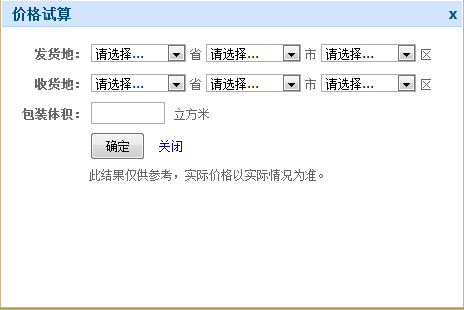 价格试算 x
发货地： 请选择... 省 请选择... 市 请选择... 区
收货地： 请选择... 省 请选择... 市 请选择... 区
包装体积： 立方米
确定 关闭
此结果仅供参考，实际价格以实际情况为准。